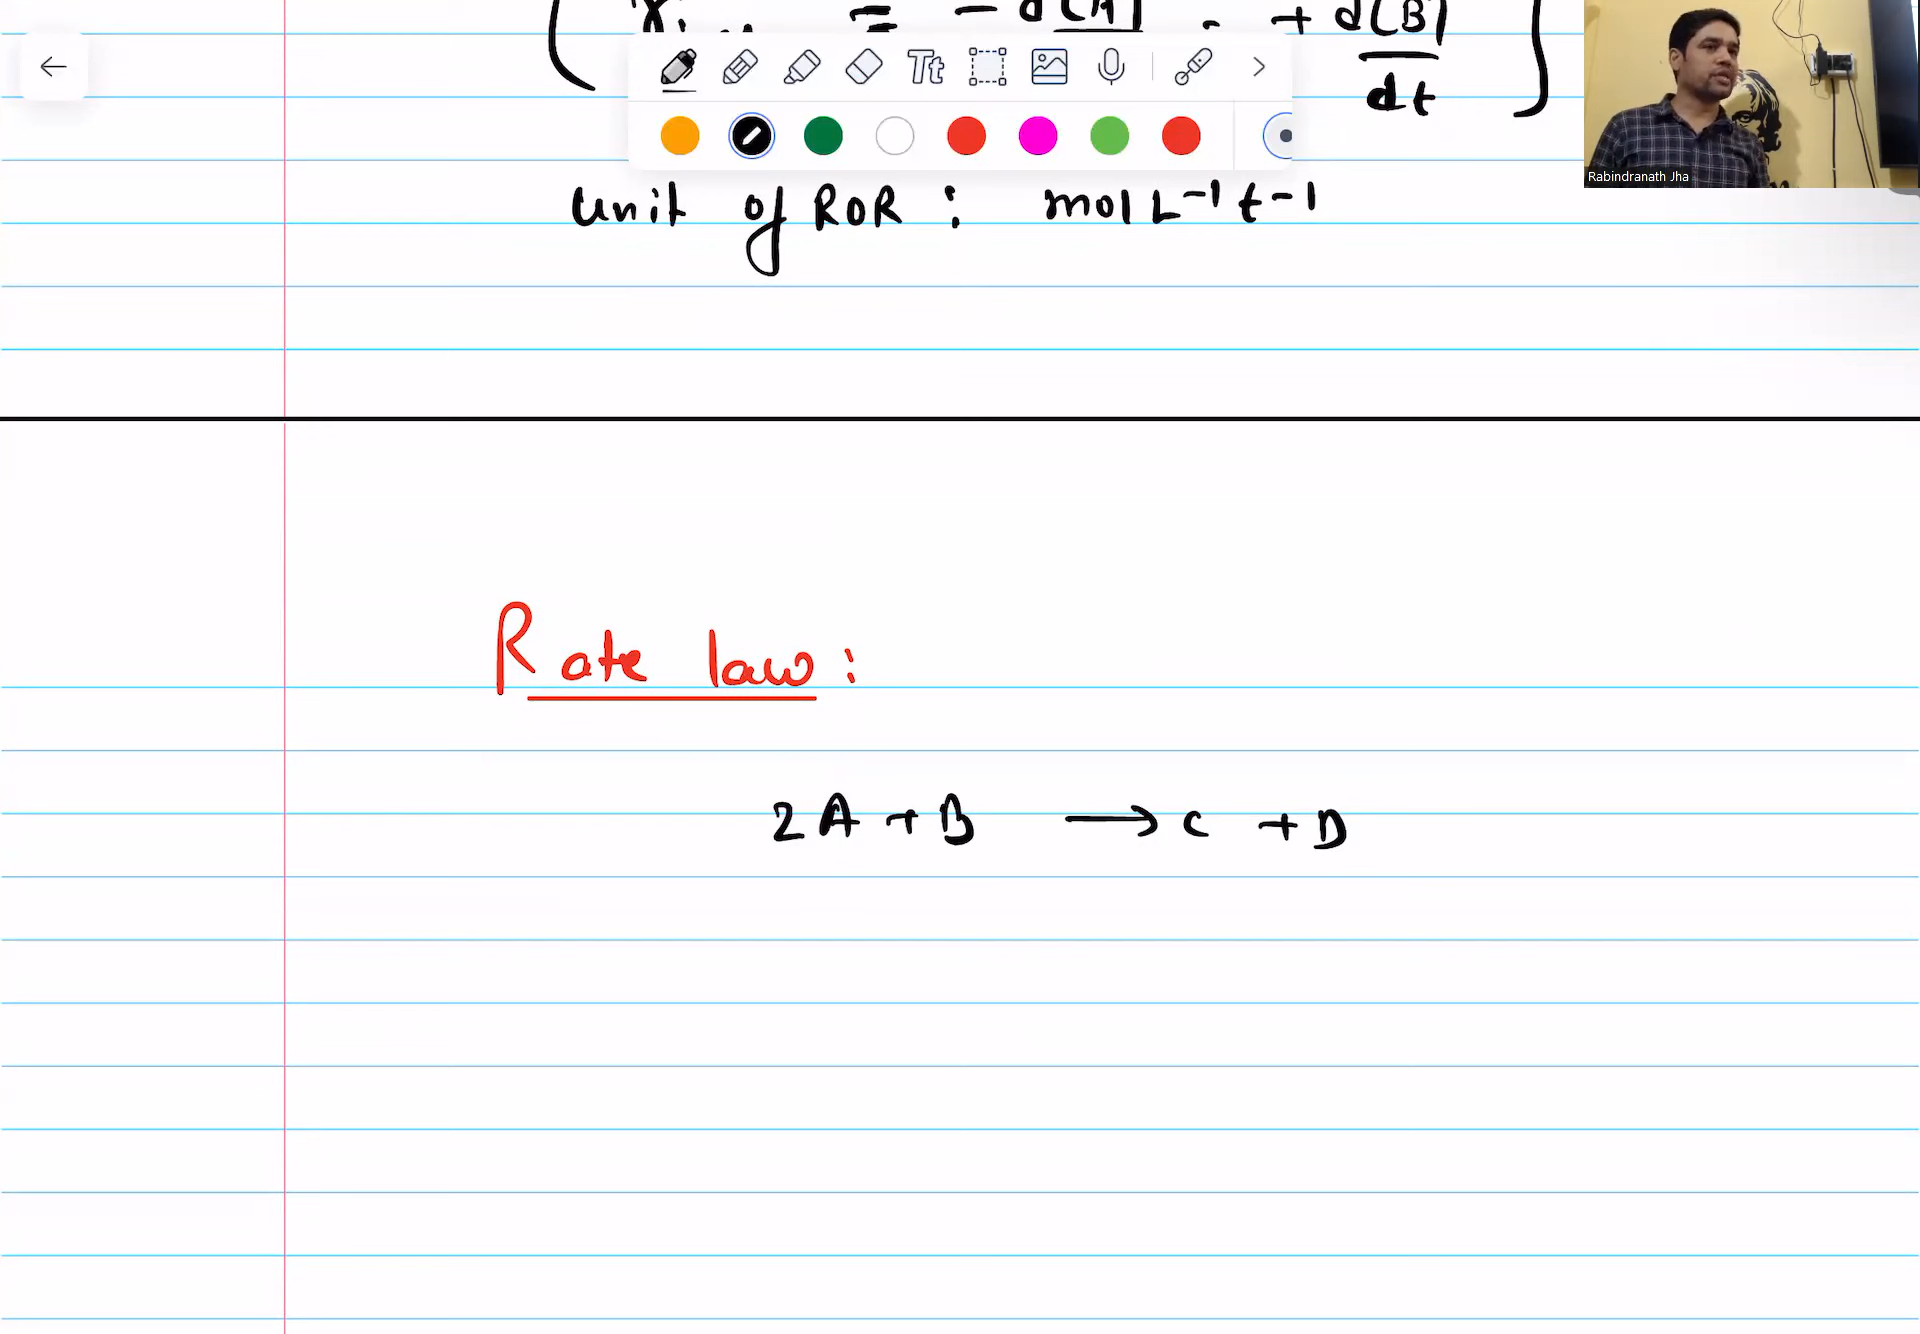 = - d[A] + d[B]
dt
unit of ROR : mol L⁻¹ t⁻¹
Rabindranath Jha
Rate law :
2A + B ⟶ C + D